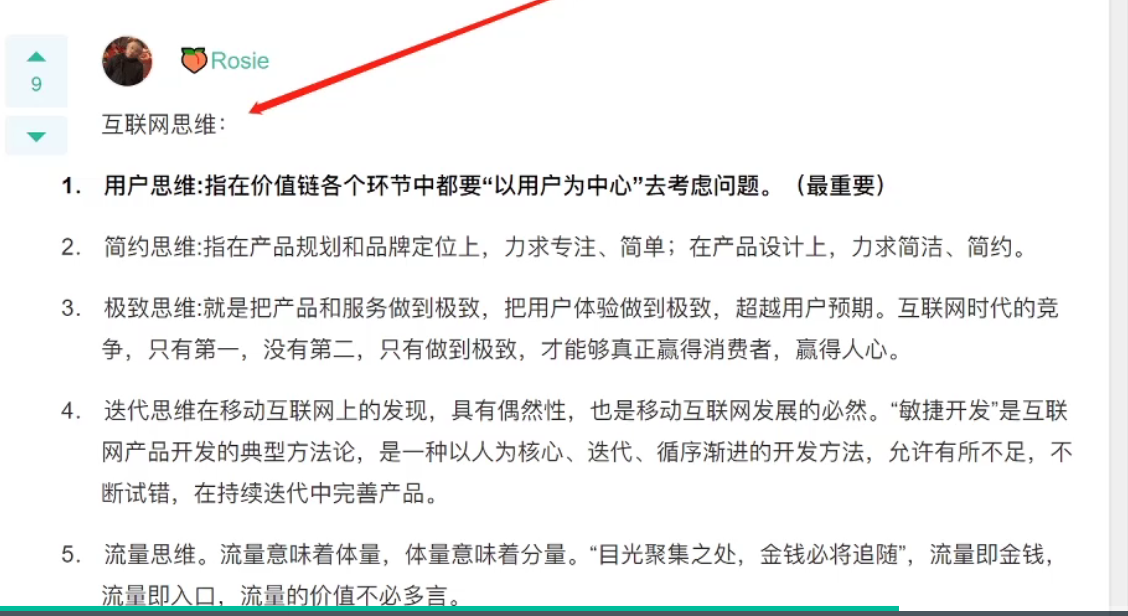 Rosie
9
互联网思维：
1. 用户思维:指在价值链各个环节中都要“以用户为中心”去考虑问题。（最重要）
2. 简约思维:指在产品规划和品牌定位上，力求专注、简单；在产品设计上，力求简洁、简约。
3. 极致思维:就是把产品和服务做到极致，把用户体验做到极致，超越用户预期。互联网时代的竞
争，只有第一，没有第二，只有做到极致，才能够真正赢得消费者，赢得人心。
4. 迭代思维在移动互联网上的发现，具有偶然性，也是移动互联网发展的必然。“敏捷开发”是互联
网产品开发的典型方法论，是一种以人为核心、迭代、循序渐进的开发方法，允许有所不足，不
断试错，在持续迭代中完善产品。
5. 流量思维。流量意味着体量，体量意味着分量。“目光聚集之处，金钱必将追随”，流量即金钱，
流量即入口，流量的价值不必多言。